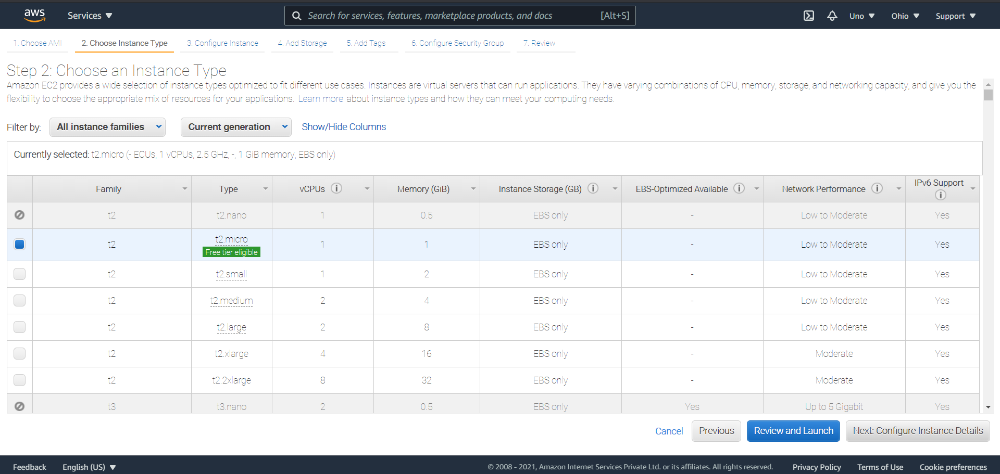 aws Services Search for services, features, marketplace products, and docs [Alt+S] Uno Ohio Support
1. Choose AMI 2. Choose Instance Type 3. Configure Instance 4. Add Storage 5. Add Tags 6. Configure Security Group 7. Review
Step 2: Choose an Instance Type
Amazon EC2 provides a wide selection of instance types optimized to fit different use cases. Instances are virtual servers that can run applications. They have varying combinations of CPU, memory, storage, and networking capacity, and give you the
flexibility to choose the appropriate mix of resources for your applications. Learn more about instance types and how they can meet your computing needs.
Filter by: All instance families Current generation Show/Hide Columns
Currently selected: t2.micro (- ECUs, 1 vCPUs, 2.5 GHz, -, 1 GiB memory, EBS only)
Family Type vCPUs Memory (GiB) Instance Storage (GB) EBS-Optimized Available Network Performance IPv6 Support
t2 t2.nano 1 0.5 EBS only - Low to Moderate Yes
t2 t2.micro 1 1 EBS only - Low to Moderate Yes
Free tier eligible
t2 t2.small 1 2 EBS only - Low to Moderate Yes
t2 t2.medium 2 4 EBS only - Low to Moderate Yes
t2 t2.large 2 8 EBS only - Low to Moderate Yes
t2 t2.xlarge 4 16 EBS only - Moderate Yes
t2 t2.2xlarge 8 32 EBS only - Moderate Yes
t3 t3.nano 2 0.5 EBS only Yes Up to 5 Gigabit Yes
Cancel Previous Review and Launch Next: Configure Instance Details
Feedback English (US) © 2008 - 2021, Amazon Internet Services Private Ltd. or its affiliates. All rights reserved. Privacy Policy Terms of Use Cookie preferences